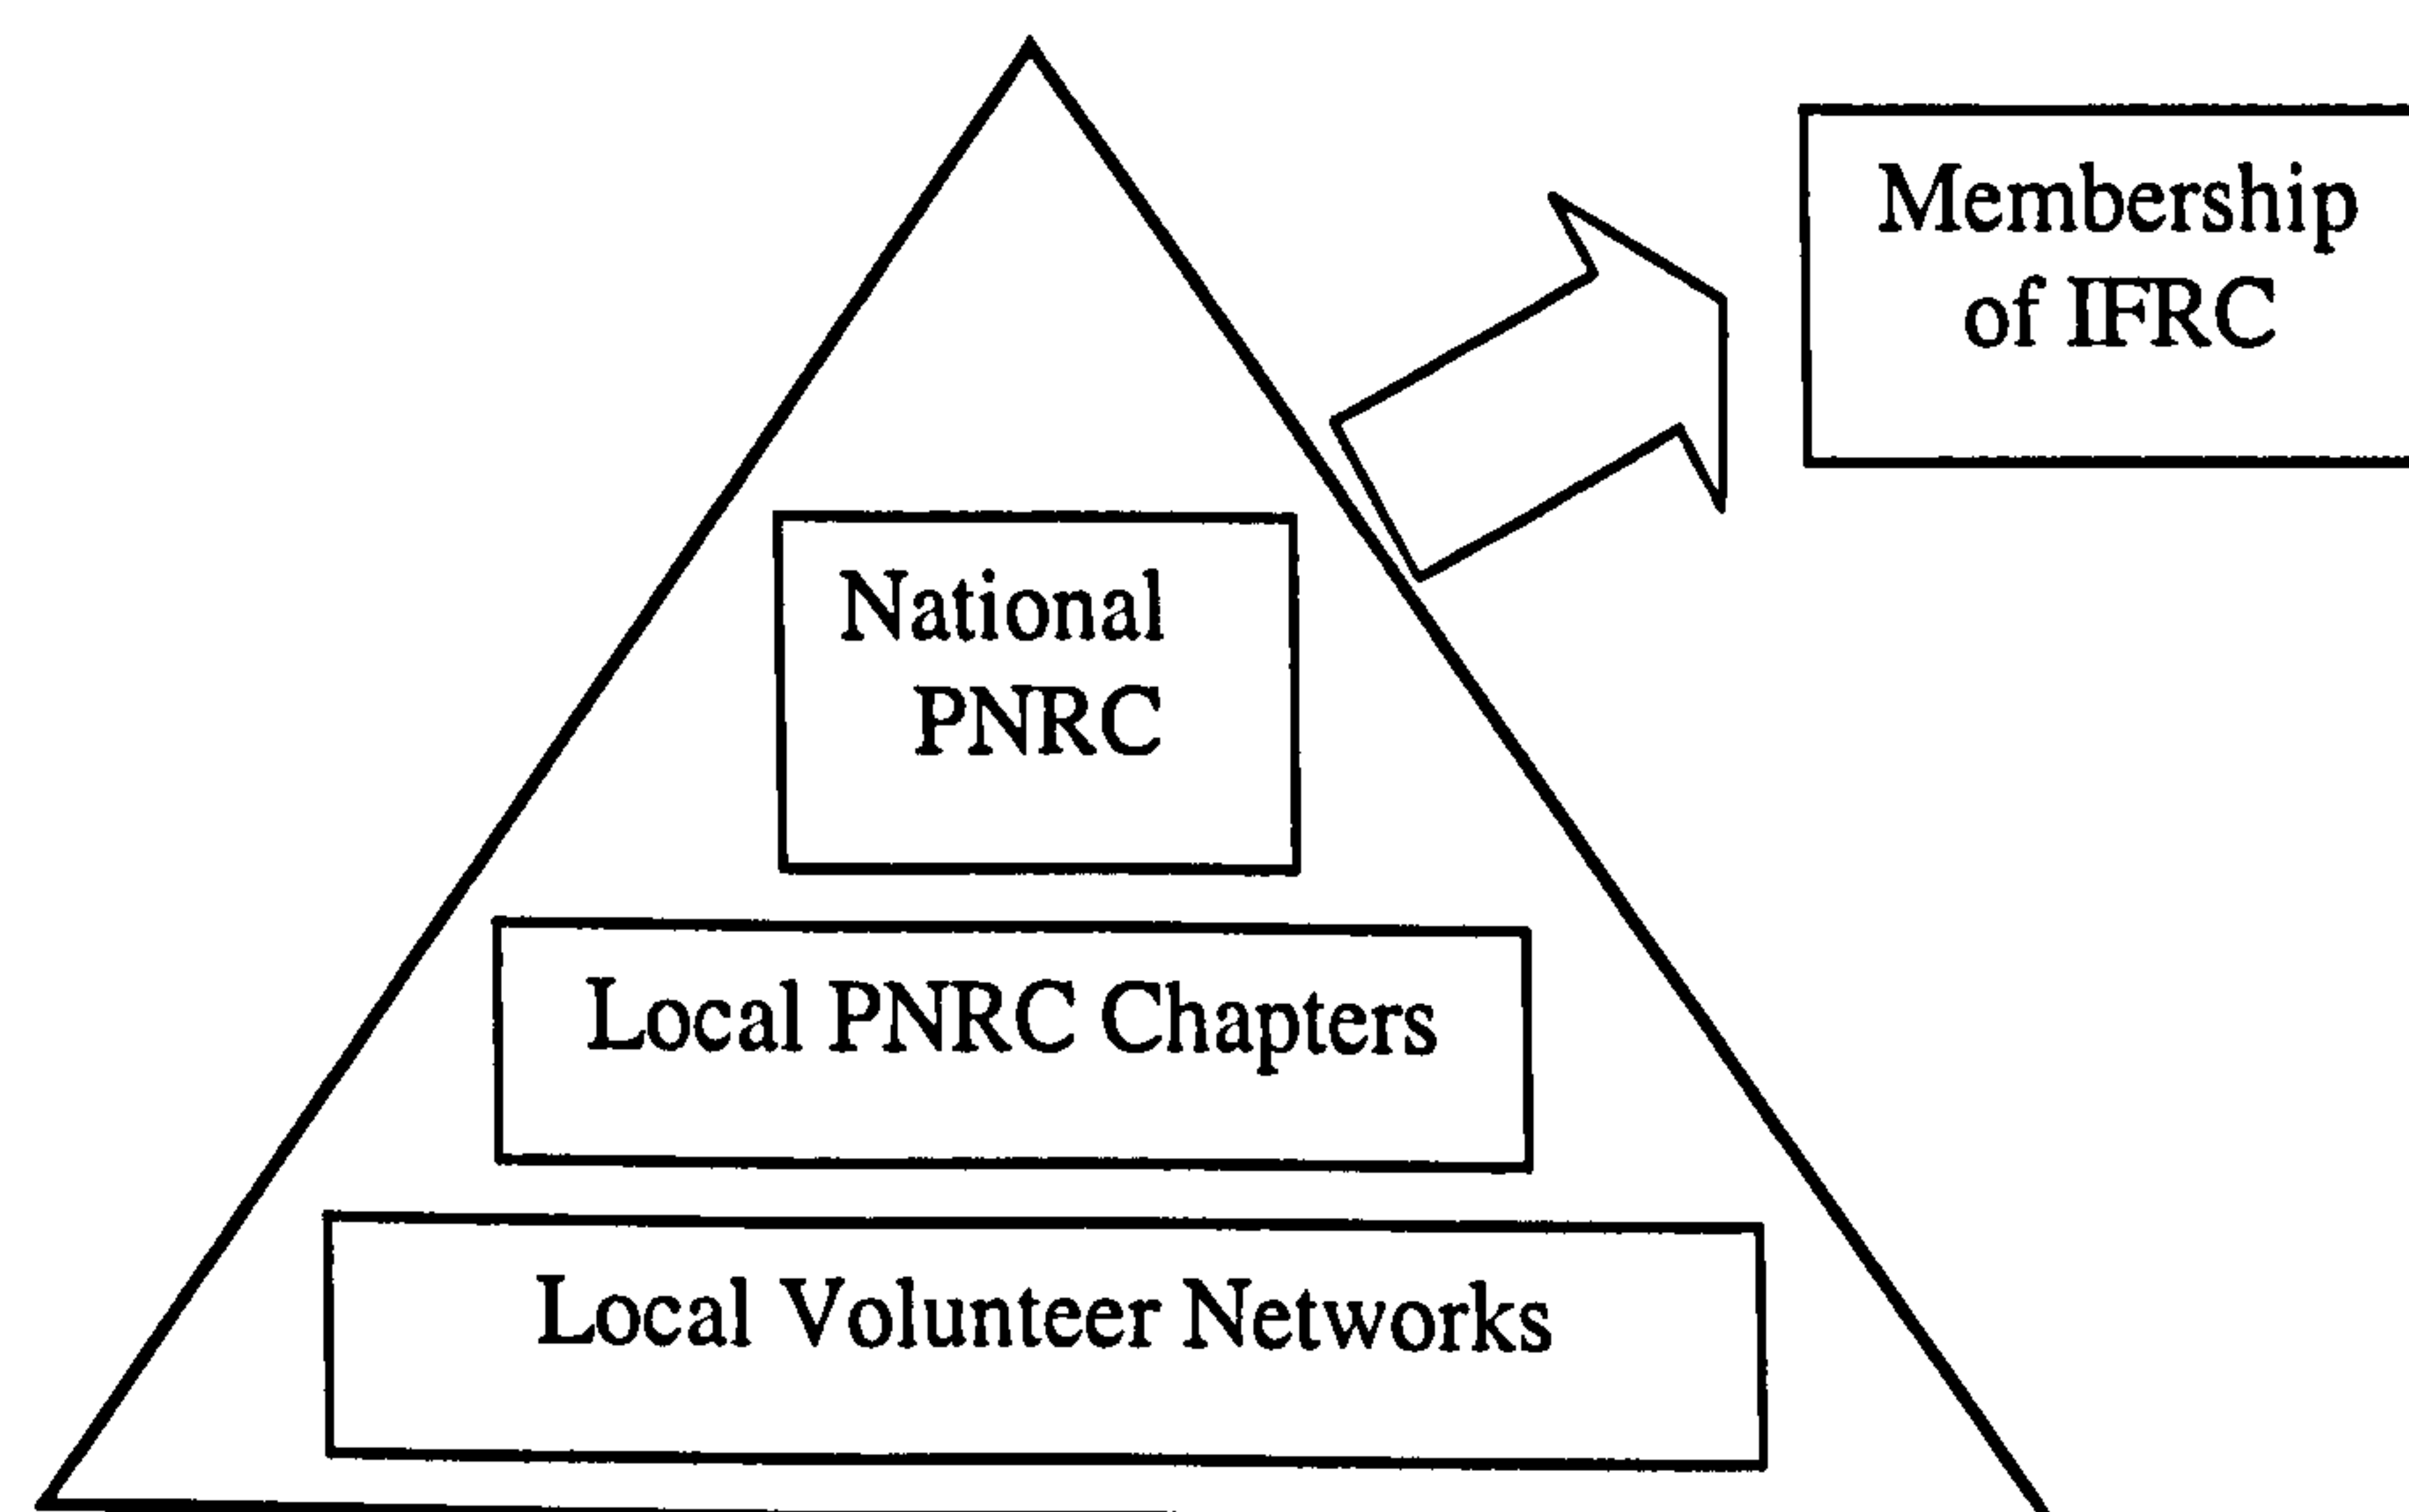 Membership
of IFRC
National
PNRC
Local PNRC Chapters
Local Volunteer Networks